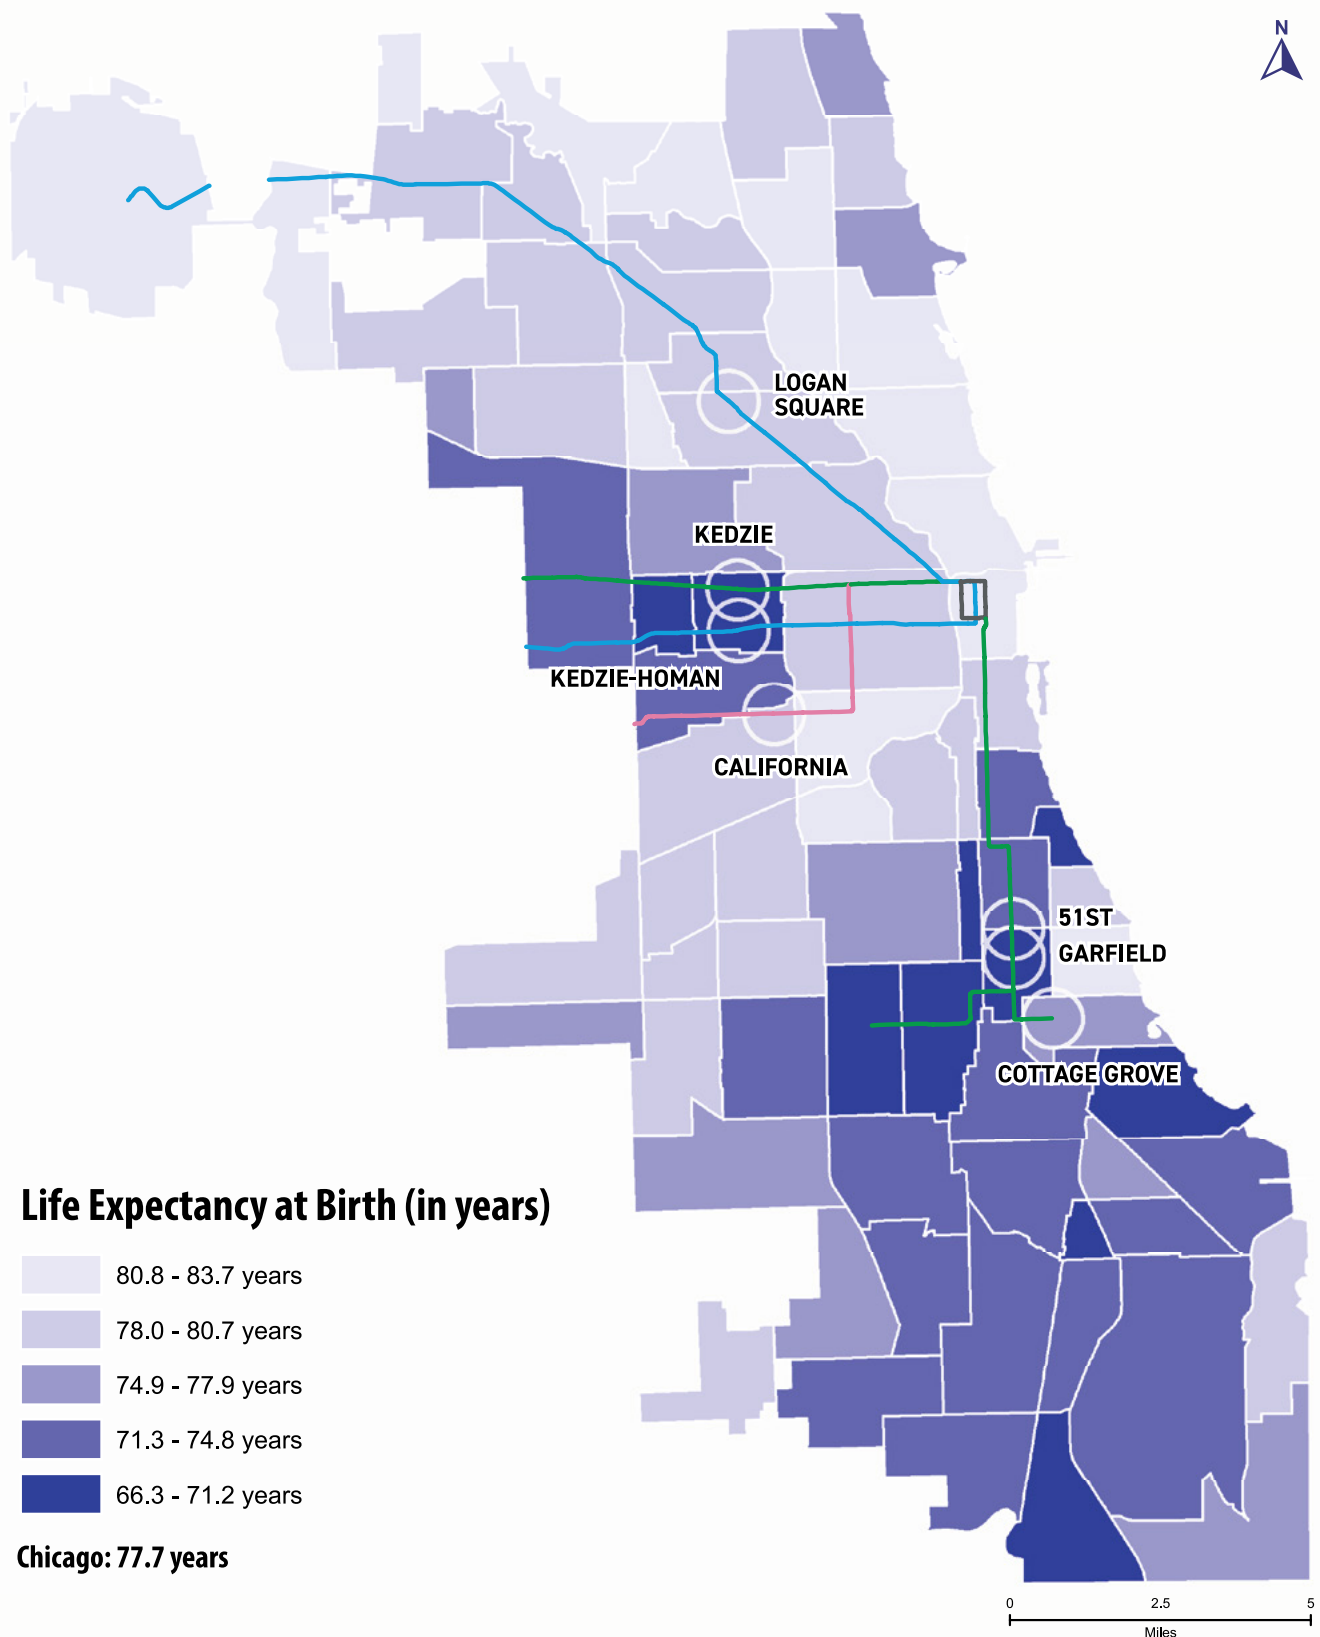 N
LOGAN
SQUARE
KEDZIE
KEDZIE-HOMAN
CALIFORNIA
51ST
GARFIELD
COTTAGE GROVE
Life Expectancy at Birth (in years)
80.8 - 83.7 years
78.0 - 80.7 years
74.9 - 77.9 years
71.3 - 74.8 years
66.3 - 71.2 years
Chicago: 77.7 years
0 2.5 5
Miles